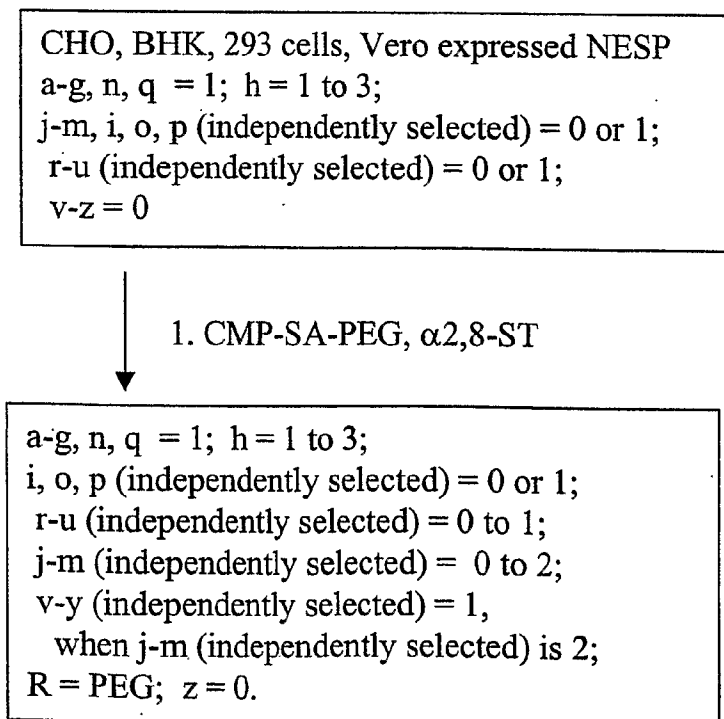 CHO, BHK, 293 cells, Vero expressed NESP
a-g, n, q = 1; h = 1 to 3;
j-m, i, o, p (independently selected) = 0 or 1;
r-u (independently selected) = 0 or 1;
v-z = 0
1. CMP-SA-PEG, α2,8-ST
a-g, n, q = 1; h = 1 to 3;
i, o, p (independently selected) = 0 or 1;
r-u (independently selected) = 0 to 1;
j-m (independently selected) = 0 to 2;
v-y (independently selected) = 1,
when j-m (independently selected) is 2;
R = PEG; z = 0.